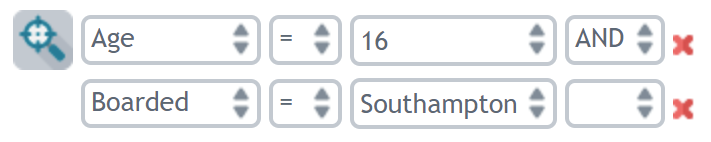 Age = 16 AND
Boarded = Southampton